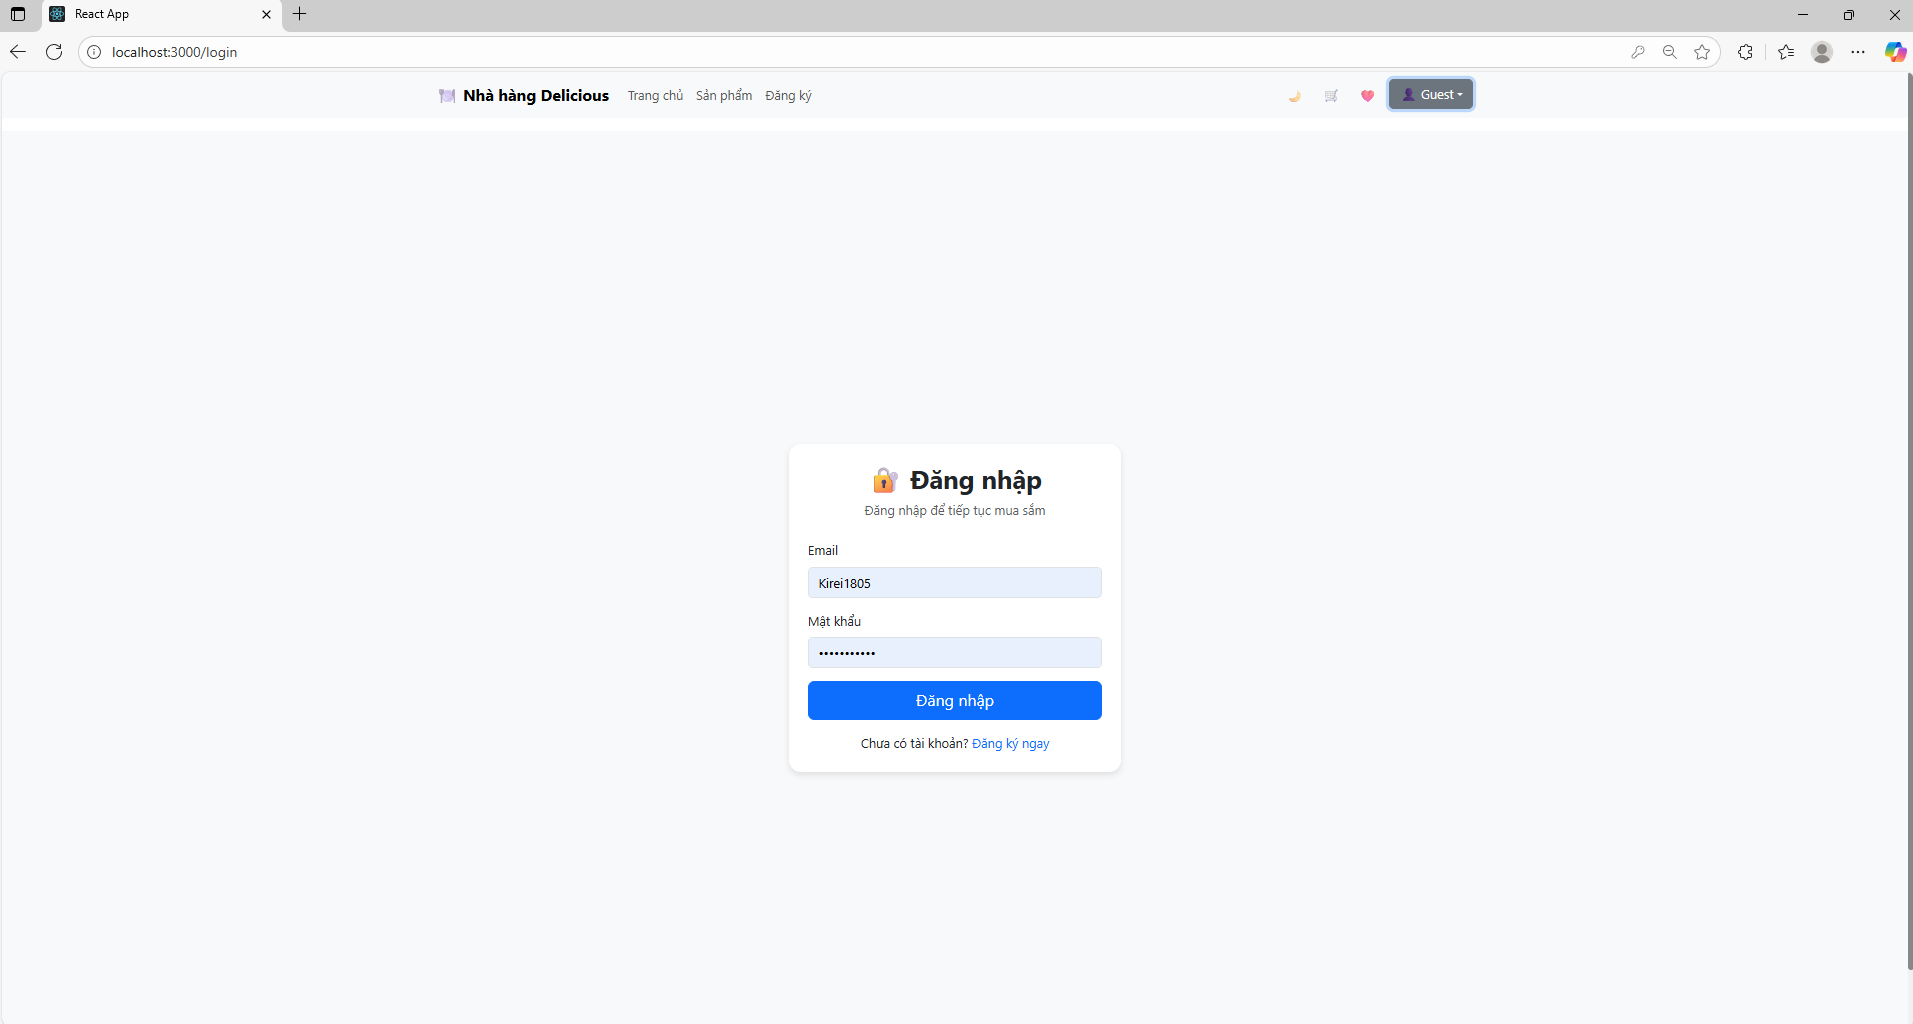 React App
localhost:3000/login
Nhà hàng Delicious Trang chủ Sản phẩm Đăng ký Guest
Đăng nhập
Đăng nhập để tiếp tục mua sắm
Email
Kirei1805
Mật khẩu
•••••••••••
Đăng nhập
Chưa có tài khoản? Đăng ký ngay